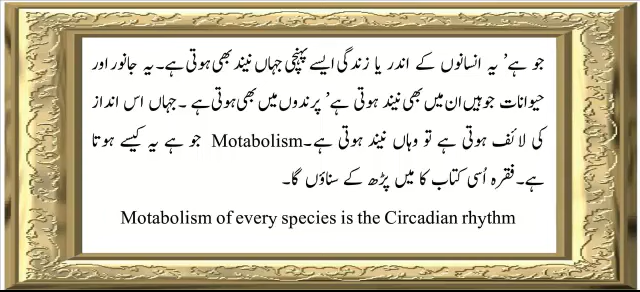 جو ہے’ یہ انسانوں کے اندر یا زندگی ایسے پہنچی جہاں نیند بھی ہوتی ہے۔ یہ جانور اور
حیوانات جو ہیں ان میں بھی نیند ہوتی ہے’ پرندوں میں بھی ہوتی ہے ۔ جہاں اس انداز
کی لائف ہوتی ہے تو وہاں نیند ہوتی ہے۔ Motabolism جو ہے یہ کیسے ہوتا
ہے۔ فقرہ اُسی کتاب کا میں پڑھ کے سناؤں گا۔
Motabolism of every species is the Circadian rhythm